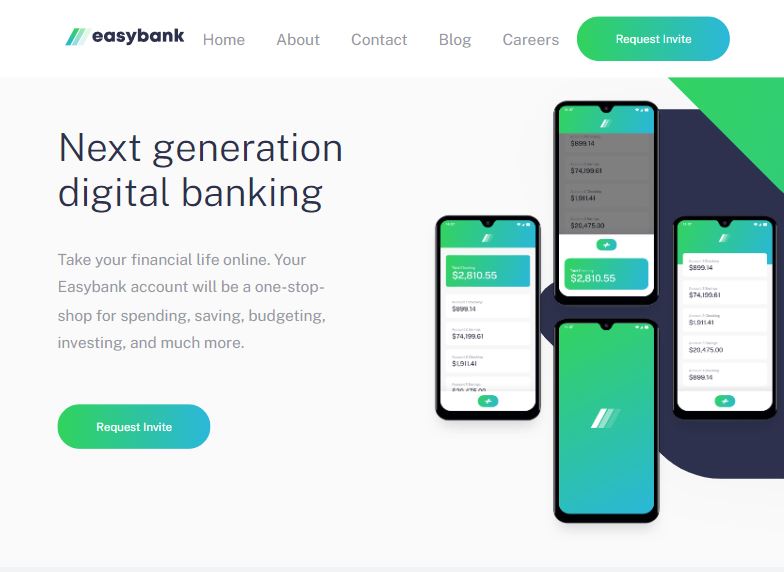 easybank
Home
About
Contact
Blog
Careers
Request Invite
Next generation
digital banking
Take your financial life online. Your
Easybank account will be a one-stop-
shop for spending, saving, budgeting,
investing, and much more.
Request Invite
$899.14
$74,199.61
$1,911.41
$20,475.00
$2,810.55
$2,810.55
$899.14
$74,199.61
$1,911.41
$20,475.00
$899.14
$74,199.61
$1,911.41
$20,475.00
$899.14